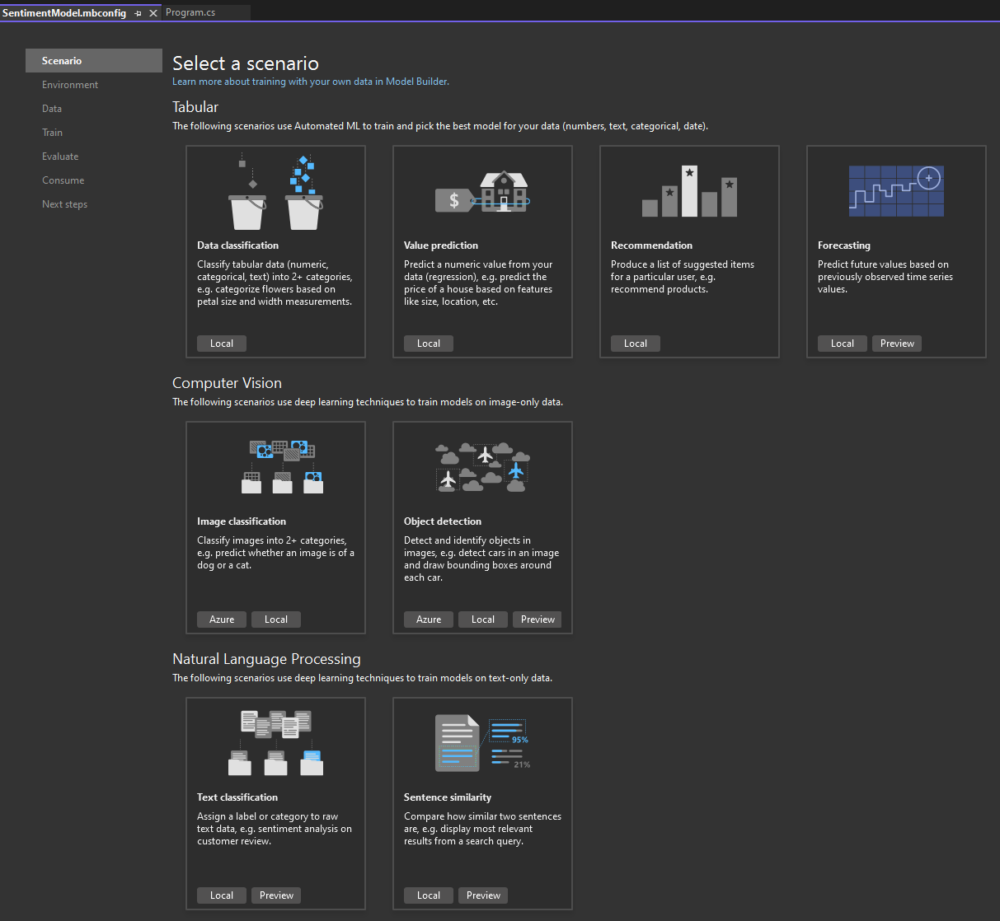 SentimentModel.mbconfig
Program.cs
Scenario
Environment
Data
Train
Evaluate
Consume
Next steps
Select a scenario
Learn more about training with your own data in Model Builder.
Tabular
The following scenarios use Automated ML to train and pick the best model for your data (numbers, text, categorical, date).
$
Data classification
Classify tabular data (numeric,
categorical, text) into 2+ categories,
e.g. categorize flowers based on
petal size and width measurements.
Local
Value prediction
Predict a numeric value from your
data (regression), e.g. predict the
price of a house based on features
like size, location, etc.
Local
Recommendation
Produce a list of suggested items
for a particular user, e.g.
recommend products.
Local
Forecasting
Predict future values based on
previously observed time series
values.
Local
Preview
Computer Vision
The following scenarios use deep learning techniques to train models on image-only data.
Image classification
Classify images into 2+ categories,
e.g. predict whether an image is of a
dog or a cat.
Azure
Local
Object detection
Detect and identify objects in
images, e.g. detect cars in an image
and draw bounding boxes around
each car.
Azure
Local
Preview
Natural Language Processing
The following scenarios use deep learning techniques to train models on text-only data.
Text classification
Assign a label or category to raw
text data, e.g. sentiment analysis on
customer review.
Local
Preview
95%
21%
Sentence similarity
Compare how similar two sentences
are, e.g. display most relevant
results from a search query.
Local
Preview